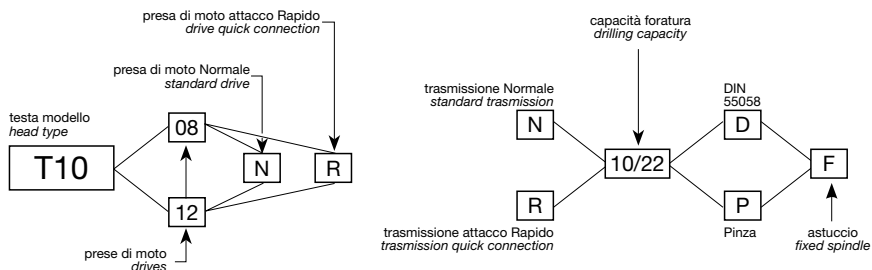 presa di moto attacco Rapido
drive quick connection
presa di moto Normale
standard drive
testa modello
head type
T10
08
12
N
R
prese di moto
drives
capacità foratura
drilling capacity
trasmissione Normale
standard trasmission
N
R
trasmissione attacco Rapido
trasmission quick connection
10/22
DIN
55058
D
P
Pinza
F
astuccio
fixed spindle